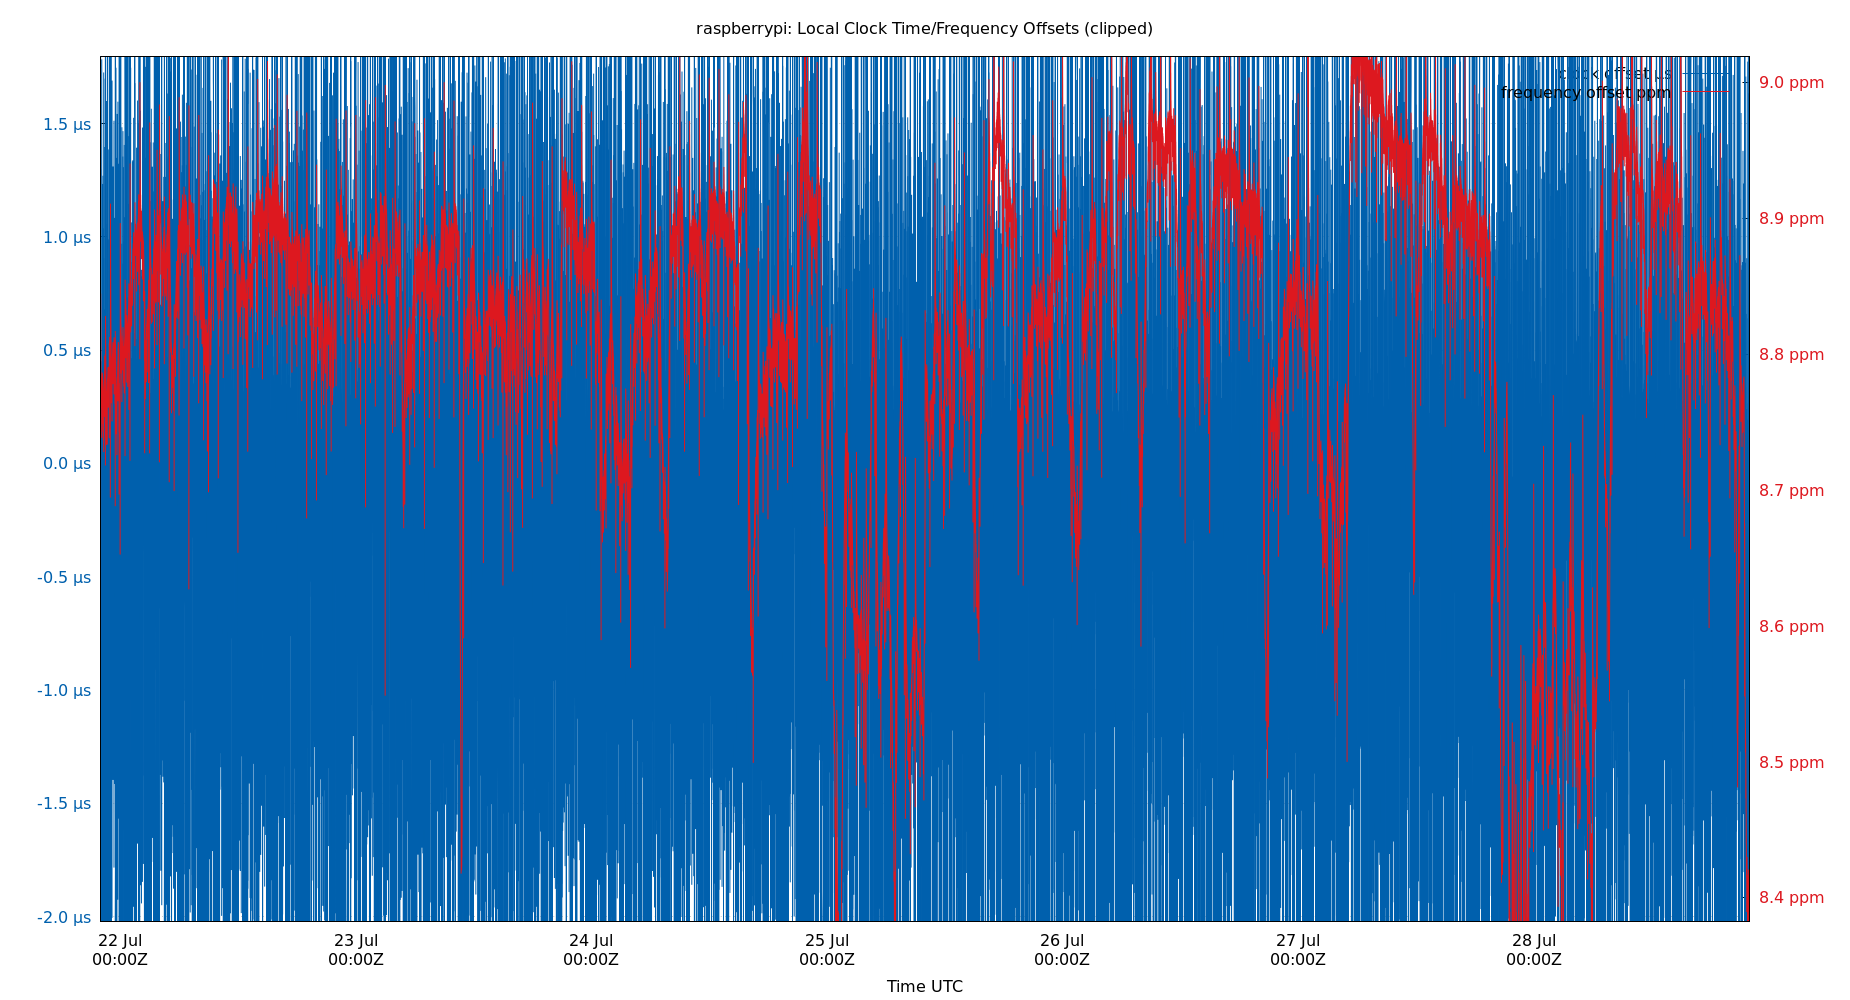 raspberrypi: Local Clock Time/Frequency Offsets (clipped)
clock offset µs
frequency offset ppm
1.5 µs
1.0 µs
0.5 µs
0.0 µs
-0.5 µs
-1.0 µs
-1.5 µs
-2.0 µs
9.0 ppm
8.9 ppm
8.8 ppm
8.7 ppm
8.6 ppm
8.5 ppm
8.4 ppm
22 Jul 23 Jul 24 Jul 25 Jul 26 Jul 27 Jul 28 Jul
00:00Z 00:00Z 00:00Z 00:00Z 00:00Z 00:00Z 00:00Z
Time UTC